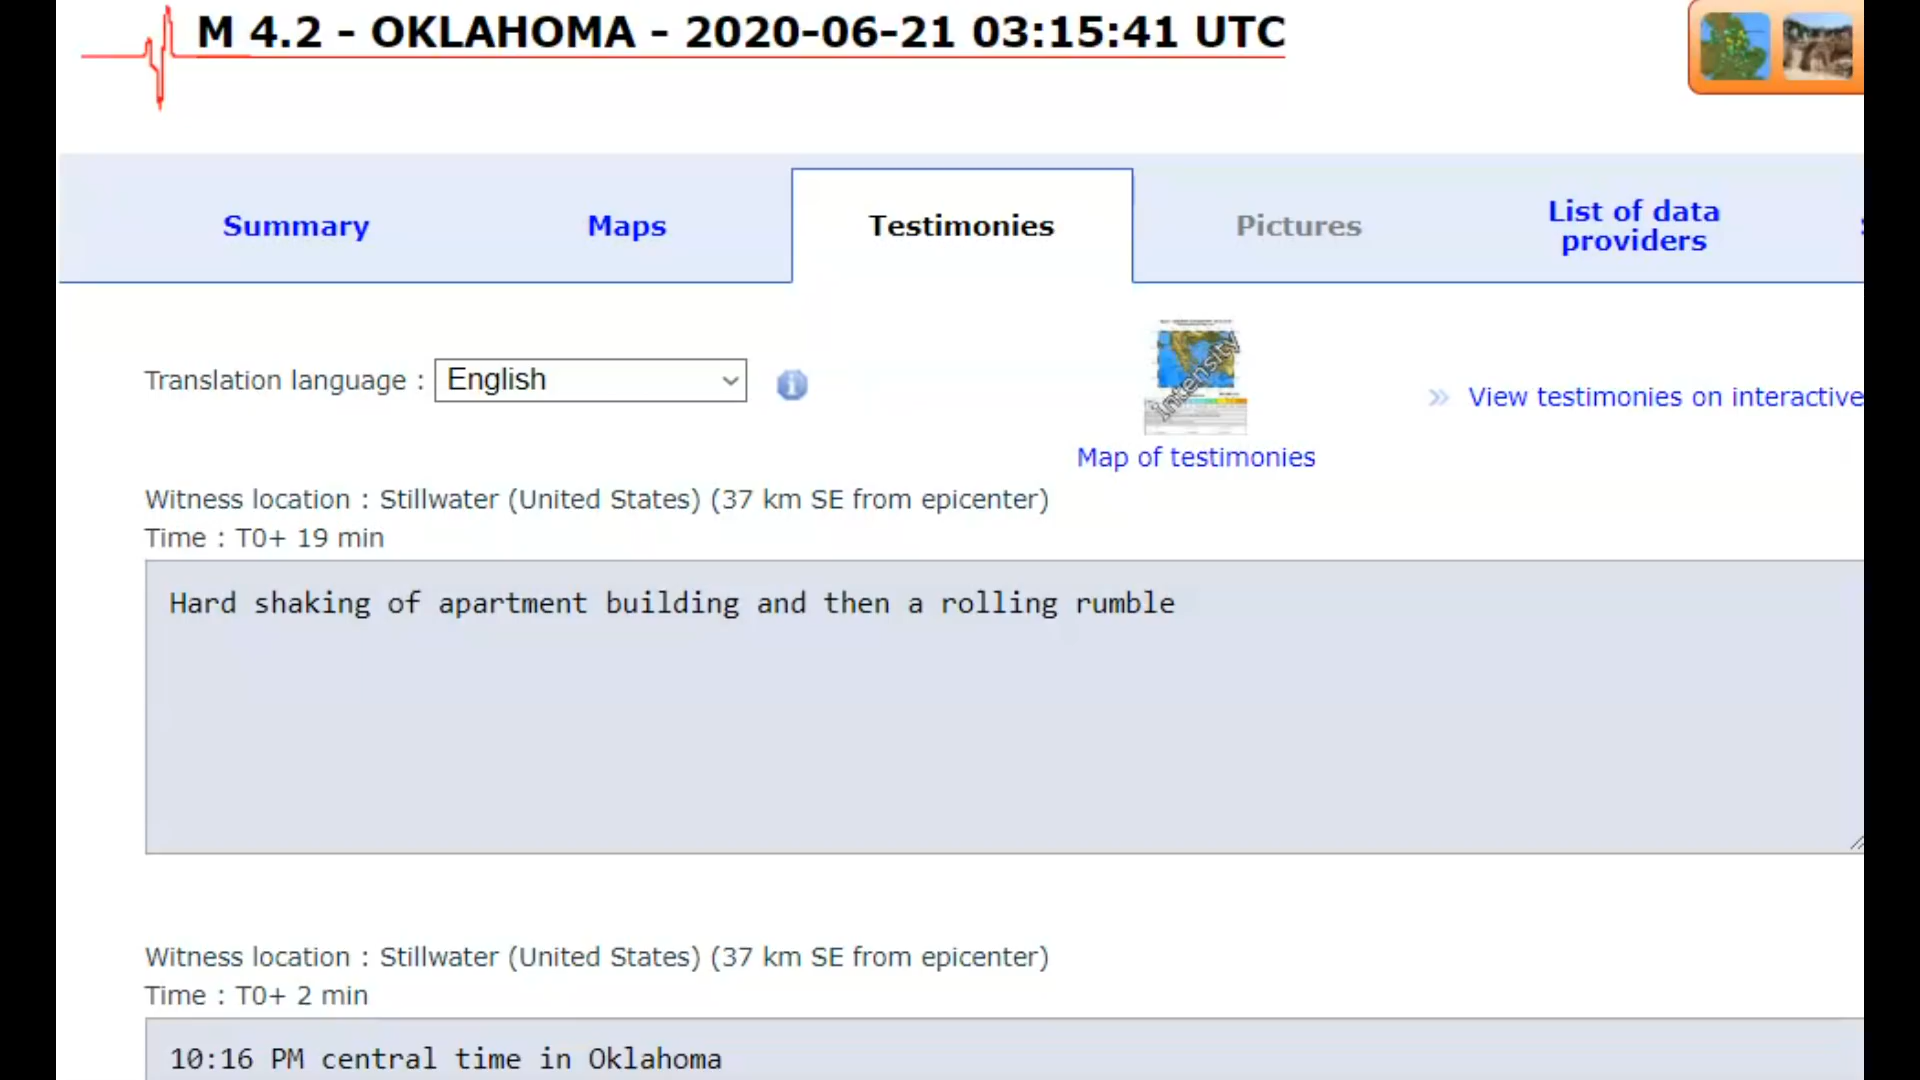 M 4.2 - OKLAHOMA - 2020-06-21 03:15:41 UTC
Summary
Maps
Testimonies
Pictures
List of data
providers
Translation language :
English
intensity
Map of testimonies
View testimonies on interactive
Witness location : Stillwater (United States) (37 km SE from epicenter)
Time : T0+ 19 min
Hard shaking of apartment building and then a rolling rumble
Witness location : Stillwater (United States) (37 km SE from epicenter)
Time : T0+ 2 min
10:16 PM central time in Oklahoma